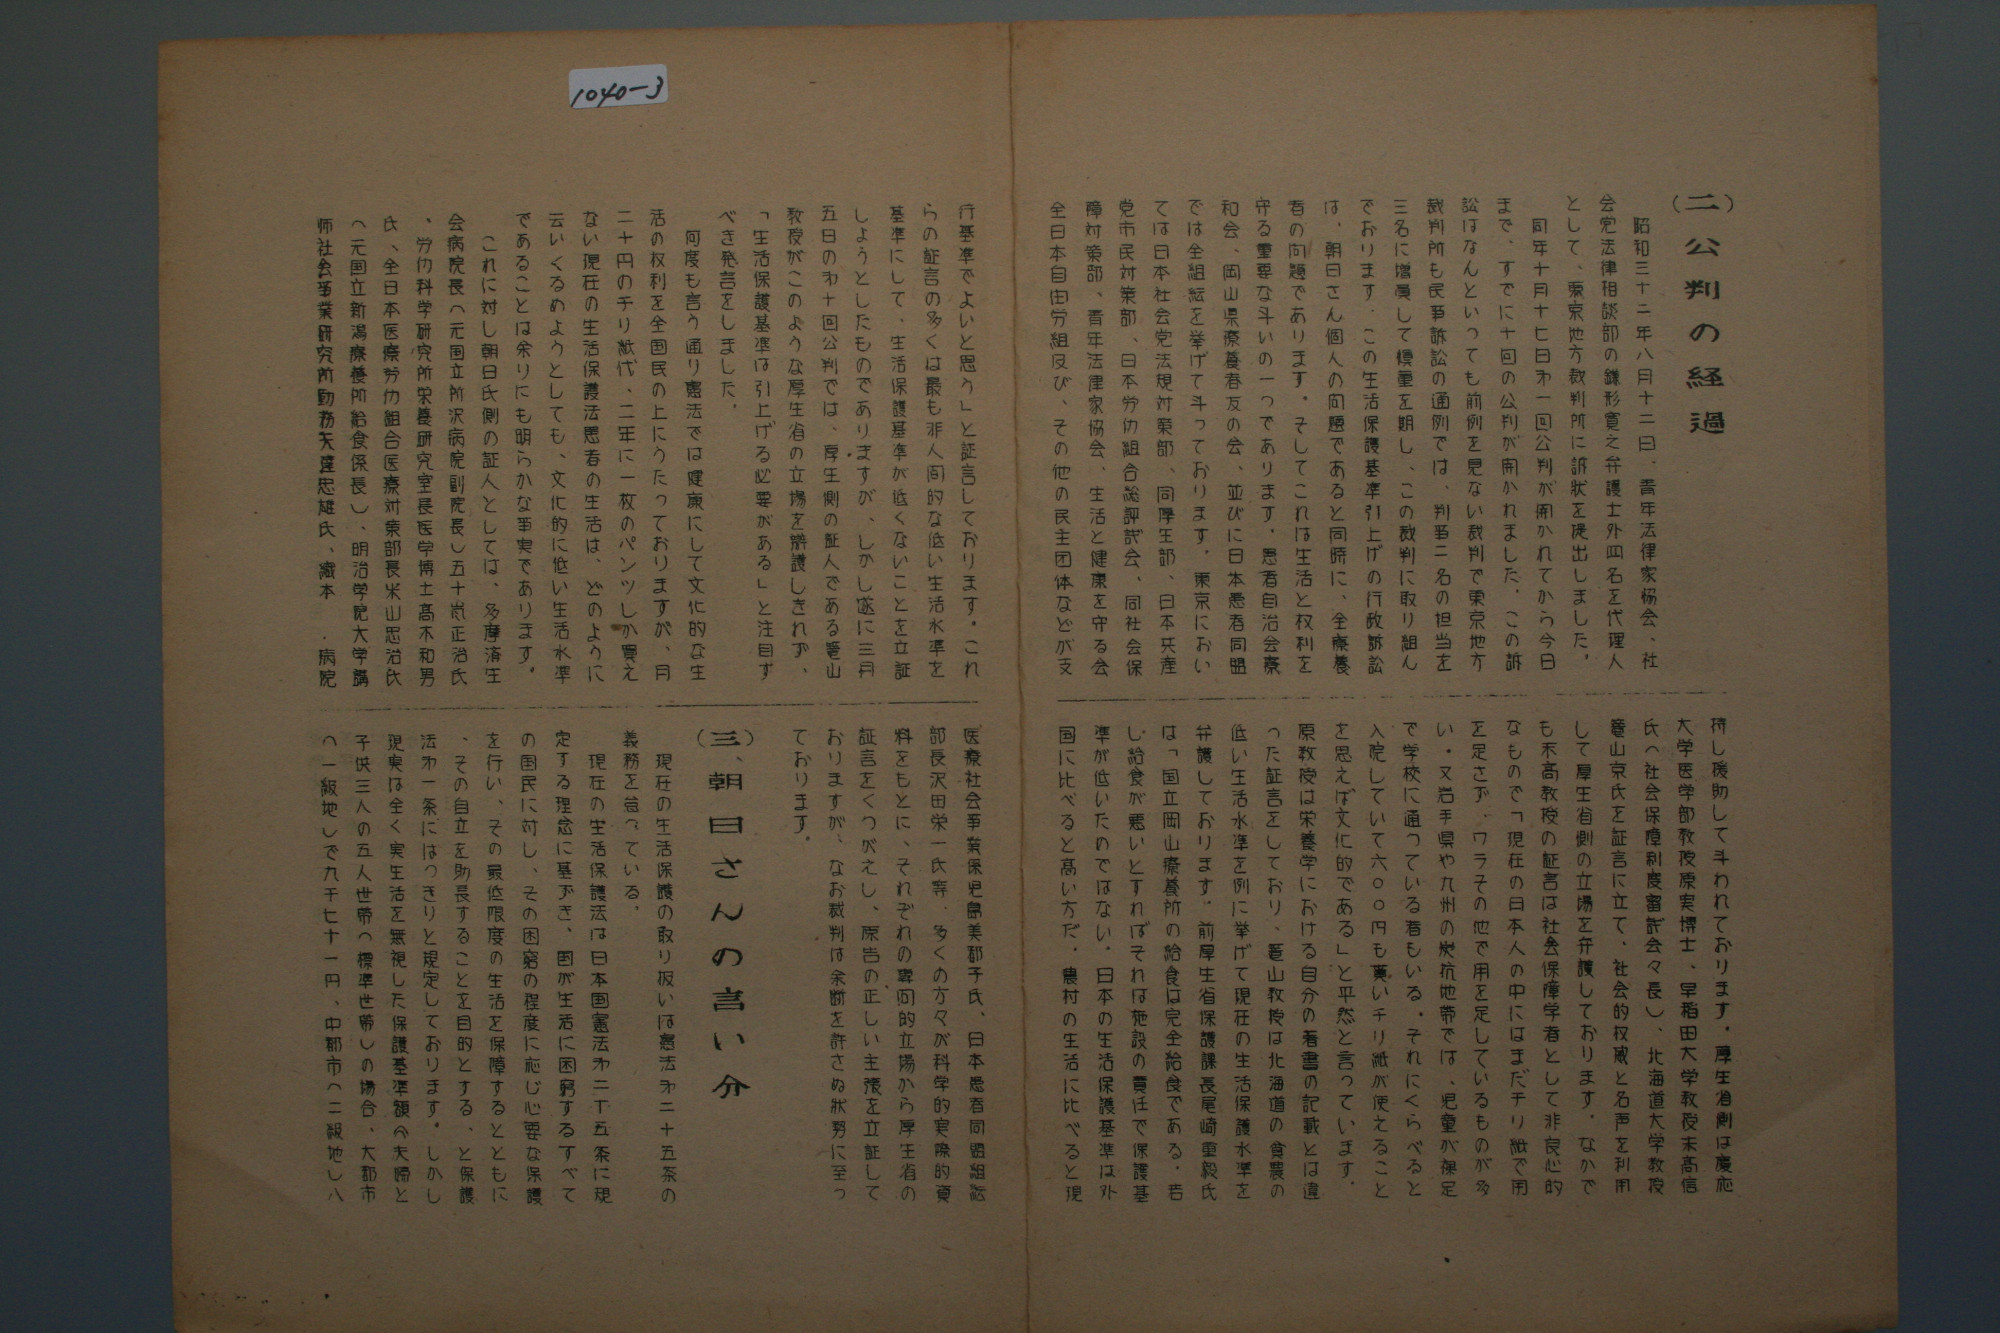 1040-3
(二)公判の経過
昭和三十二年八月十二日、青年法律家協会、社
会党法律相談部の鎌形寛之弁護士外四名を代理人
として、東京地方裁判所に訴状を提出しました。
同年十月十七日才一回公判が開かれてから今日
まで、すでに十回の公判が開かれました。この訴
訟はなんといっても前例を見ない裁判で東京地方
裁判所も民事訴訟の通例では、判事二名の担当を
三名に増員して慎重を期し、この裁判に取り組ん
でおります。この生活保護基準引上げの行政訴訟
は、朝日さん個人の問題であると同時に、全療養
者の問題であります。そしてこれは生活と权利を
守る重要な斗いの一つであります。患者自治会療
和会、岡山県療養者友の会、並びに日本患者同盟
では全組織を挙げて斗っております。東京におい
ては日本社会党法規対策部、同厚生部、日本共産
党市民対策部、日本労仂組合総評議会、同社会保
障対策部、青年法律家協会、生活と健康を守る会
全日本自由労組及び、その他の民主団体などが支
持し援助して斗われております。厚生省側は慶応
大学医学部教授原実博士、早稲田大学教授末高信
氏(社会保障制度審議会々長)、北海道大学教授
篭山京氏を証言に立て、社会的权威と名声を利用
して厚生省側の立場を弁護しております。なかで
も末高教授の証言は社会保障学者として非良心的
なもので「現在の日本人の中にはまだチリ紙で用
を足さず、ワラその他で用を足しているものが多
い。又岩手県や九州の炭抗地帯では、児童が裸足
で学校に通っている者もいる。それにくらべると
入院していて六〇〇円も貰いチリ紙が使えること
を思えば文化的である」と平然と言っています。
原教授は栄養学における自分の著書の記載とは違
った証言をしており、篭山教授は北海道の貧農の
低い生活水準を例に挙げて現在の生活保護水準を
弁護しております。前厚生省保護課長尾崎重毅氏
は「国立岡山療養所の給食は完全給食である。若
し給食が悪いとすればそれは施設の責任で保護基
準が低いたのではない。日本の生活保護基準は外
国に比べると高い方だ。農村の生活に比べると現
行基準でよいと思う」と証言しております。これ
らの証言の多くは最も非人間的な低い生活水準を
基準にして、生活保護基準が低くないことを立証
しようとしたものでありますが、しかし遂に三月
五日のオ十回公判では、厚生側の証人である篭山
教授がこのような厚生省の立場を辯護しきれず、
「生活保護基準は引上げる必要がある」と注目す
べき発言をしました。
何度も言う通り憲法では健康にして文化的な生
活の权利を全国民の上にうたっておりますが、月
二十円のチリ紙代、二年に一枚のパンツしか買え
ない現在の生活保護法患者の生活は、どのように
云いくるめようとしても、文化的に低い生活水準
であることは余りにも明らかな事実であります。
これに対し朝日氏側の証人としては、多摩済生
会病院長(元国立所沢病院副院長)五十嵐正治氏
、労仂科学研究所栄養研究室長医学博士高木和男
氏、全日本医療労仂組合医療対策部長米山忠治氏
(元国立新潟療養所給食係長)、明治学院大学講
師社会事業研究所勤務天達忠雄氏、歳本 病院
医療社会事業係児島美都子氏、日本患者同盟組織
部長沢田栄一氏等、多くの方々が科学的実際的資
料をもとに、それぞれの専問的立場から厚生省の
証言をくつがえし、原告の正しい主張を立証して
おりますが、なお裁判は余断を許さぬ状勢に至っ
ております。
(三)、朝日さんの言い分
現在の生活保護の取り扱いは憲法才二十五条の
義務を怠っている。
現在の生活保護法は日本国憲法才二十五条に規
定する理念に基ずき、国が生活に困窮するすべて
の国民に対し、その困窮の程度に応じ心要な保護
を行い、その最低限度の生活を保障するとともに
、その自立を助長することを目的とする、と保護
法才一条にはっきりと規定しております。しかし
現実は全く実生活を無視した保護基準額(夫婦と
子供三人の五人世帯(標準世帯)の場合、大都市
(一級地)で九千七十一円、中都市(二級地)八